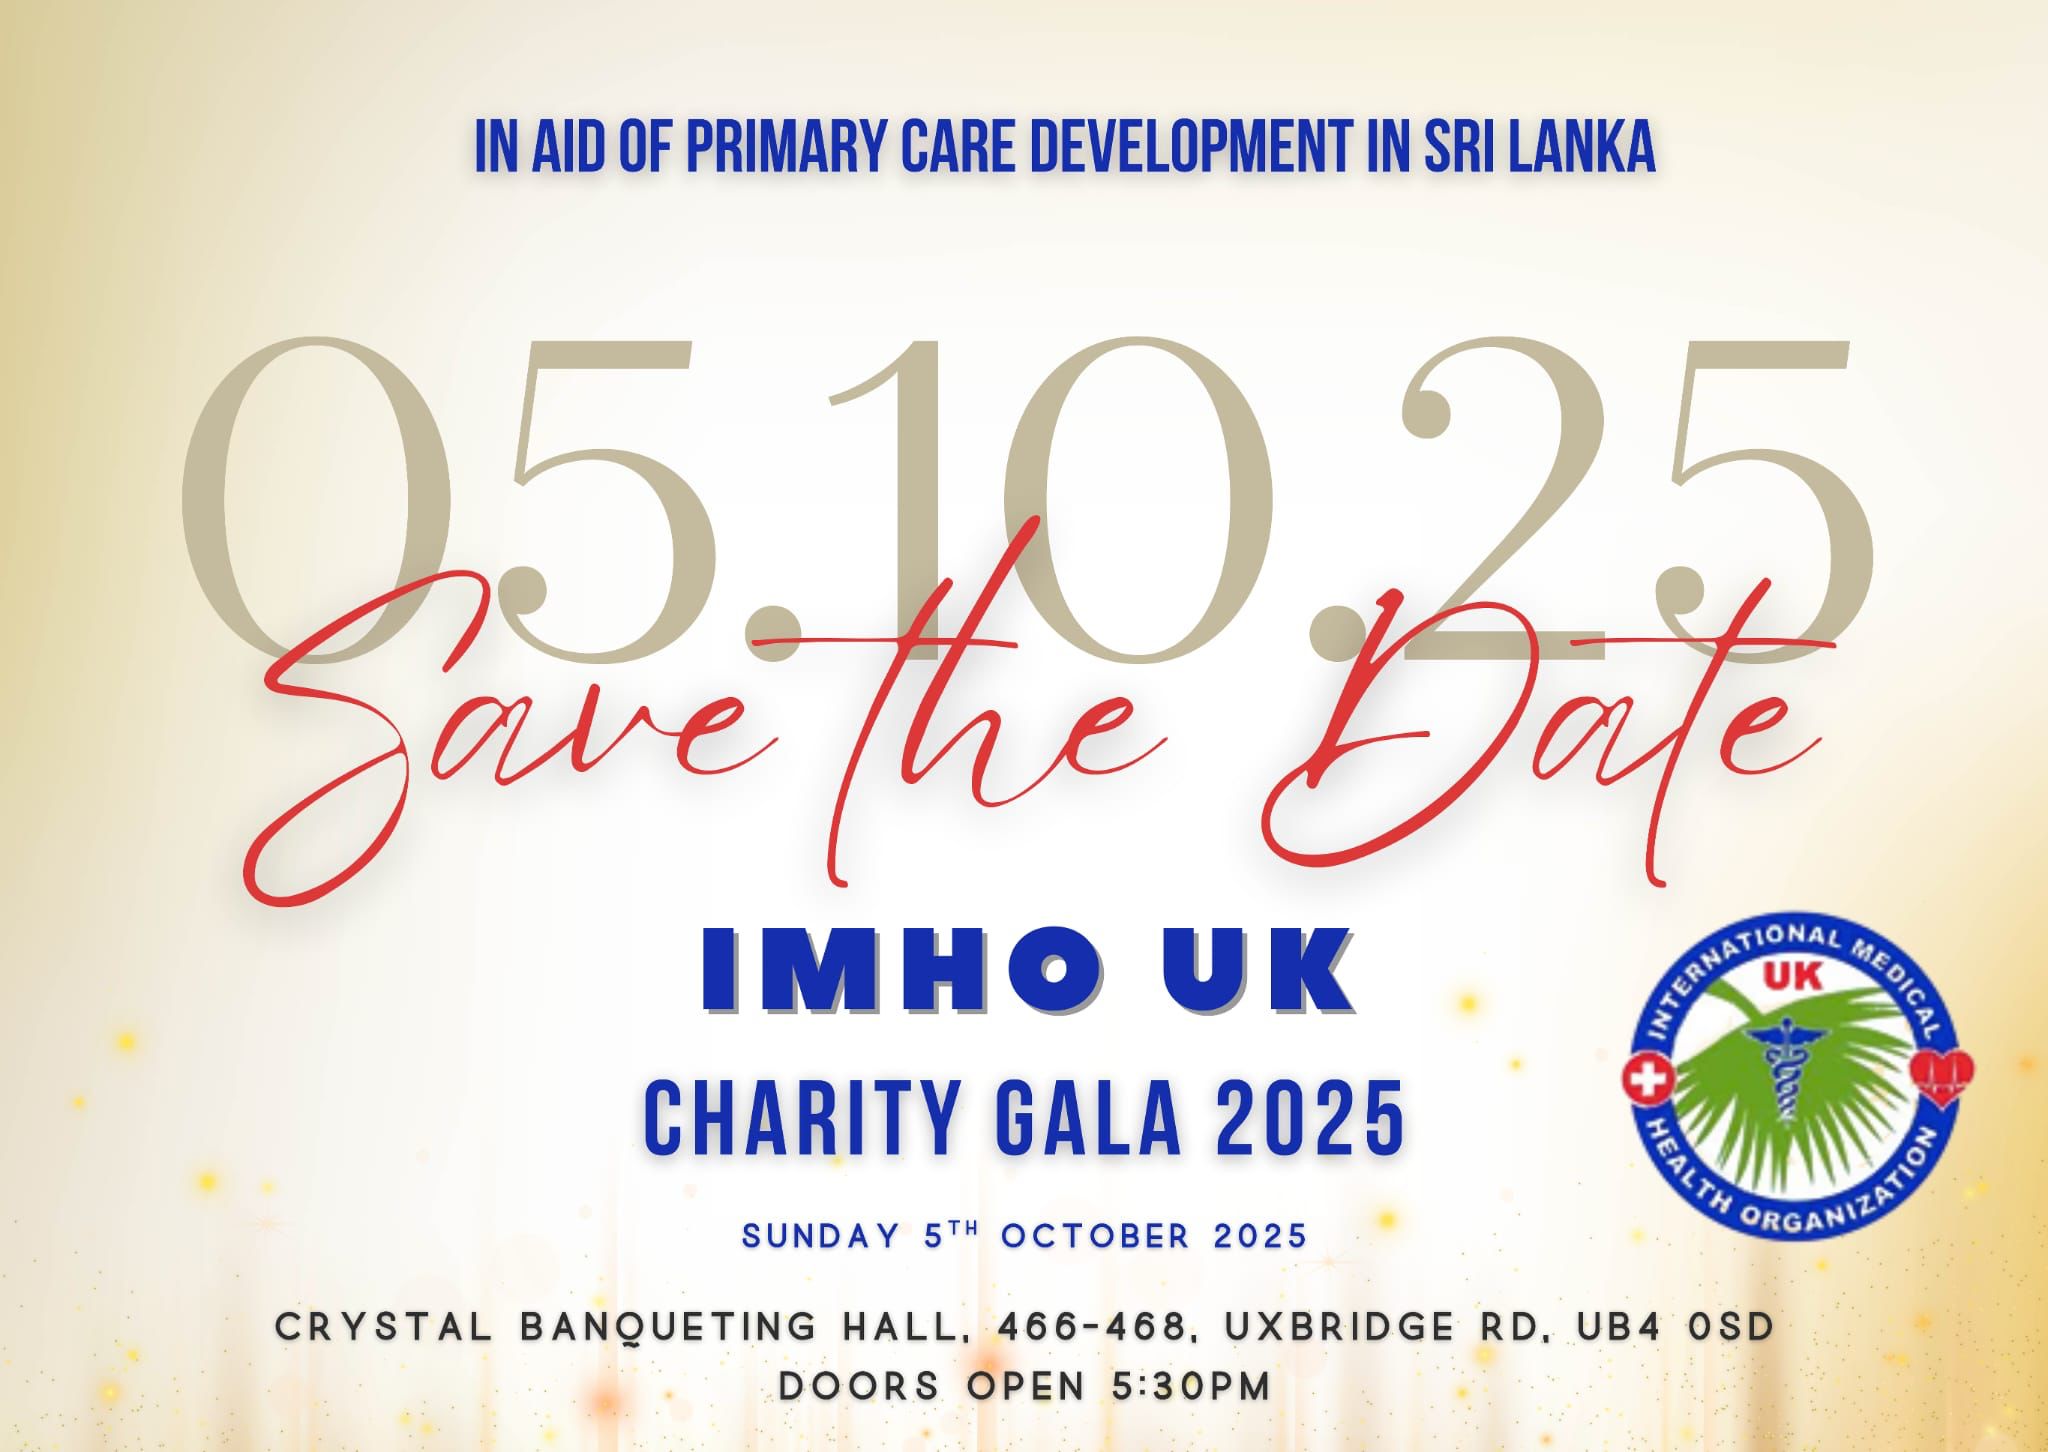 IN AID OF PRIMARY CARE DEVELOPMENT IN SRI LANKA
05.10.25
Save the Date
IMHO UK
CHARITY GALA 2025
INTERNATIONAL MEDICAL
UK
HEALTH ORGANIZATION
SUNDAY 5TH OCTOBER 2025
CRYSTAL BANQUETING HALL, 466-468, UXBRIDGE RD, UB4 0SD
DOORS OPEN 5:30PM